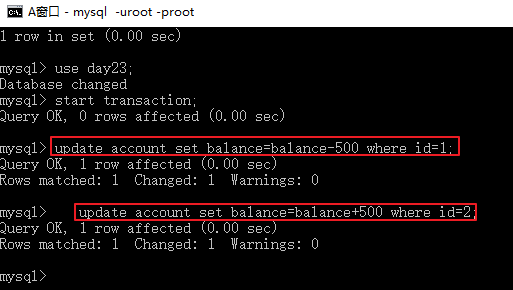 A窗口 - mysql  -uroot -proot
1 row in set (0.00 sec)
mysql> use day23;
Database changed
mysql> start transaction;
Query OK, 0 rows affected (0.00 sec)
mysql> update account set balance=balance-500 where id=1;
Query OK, 1 row affected (0.00 sec)
Rows matched: 1  Changed: 1  Warnings: 0
mysql>    update account set balance=balance+500 where id=2;
Query OK, 1 row affected (0.00 sec)
Rows matched: 1  Changed: 1  Warnings: 0
mysql>